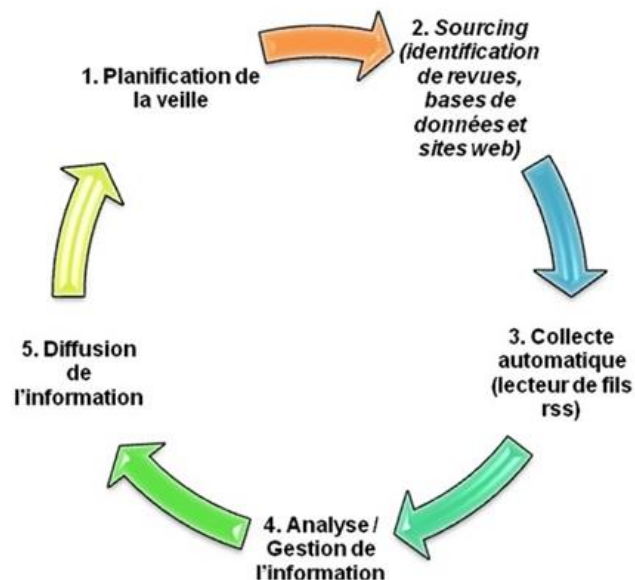 1. Planification de
la veille
2. Sourcing
(identification
de revues,
bases de
données et
sites web)
3. Collecte
automatique
(lecteur de fils
rss)
4. Analyse /
Gestion de
l'information
5. Diffusion
de
l'information